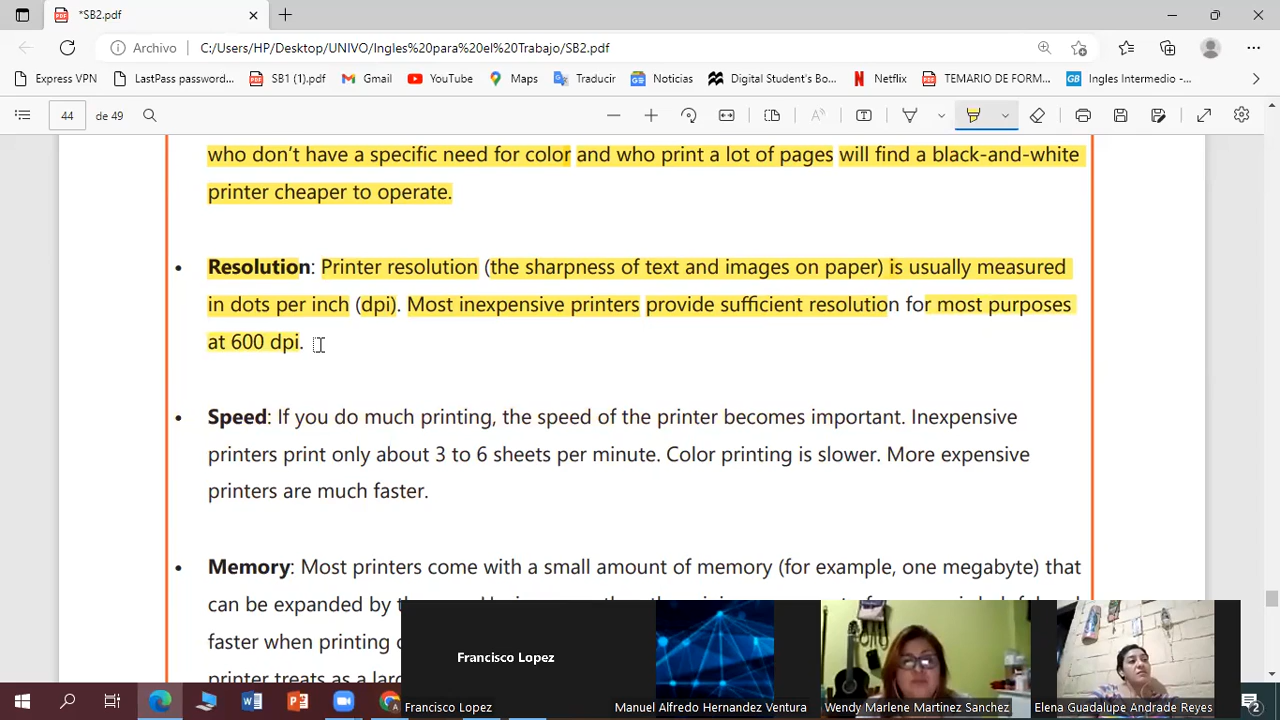 *SB2.pdf
Archivo
C:/Users/HP/Desktop/UNIVO/Ingles%20para%20el%20Trabajo/SB2.pdf
Express VPN
LastPass password...
SB1 (1).pdf
Gmail
YouTube
Maps
Traducir
Noticias
Digital Student's Bo...
Netflix
TEMARIO DE FORM...
Ingles Intermedio -...
44 de 49
who don't have a specific need for color and who print a lot of pages will find a black-and-white
printer cheaper to operate.
• Resolution: Printer resolution (the sharpness of text and images on paper) is usually measured
in dots per inch (dpi). Most inexpensive printers provide sufficient resolution for most purposes
at 600 dpi.
• Speed: If you do much printing, the speed of the printer becomes important. Inexpensive
printers print only about 3 to 6 sheets per minute. Color printing is slower. More expensive
printers are much faster.
• Memory: Most printers come with a small amount of memory (for example, one megabyte) that
can be expanded by
faster when printing
printer treats as a
Francisco Lopez
Francisco Lopez
Manuel Alfredo Hernandez Ventura
Wendy Marlene Martinez Sanchez
Elena Guadalupe Andrade Reyes
2